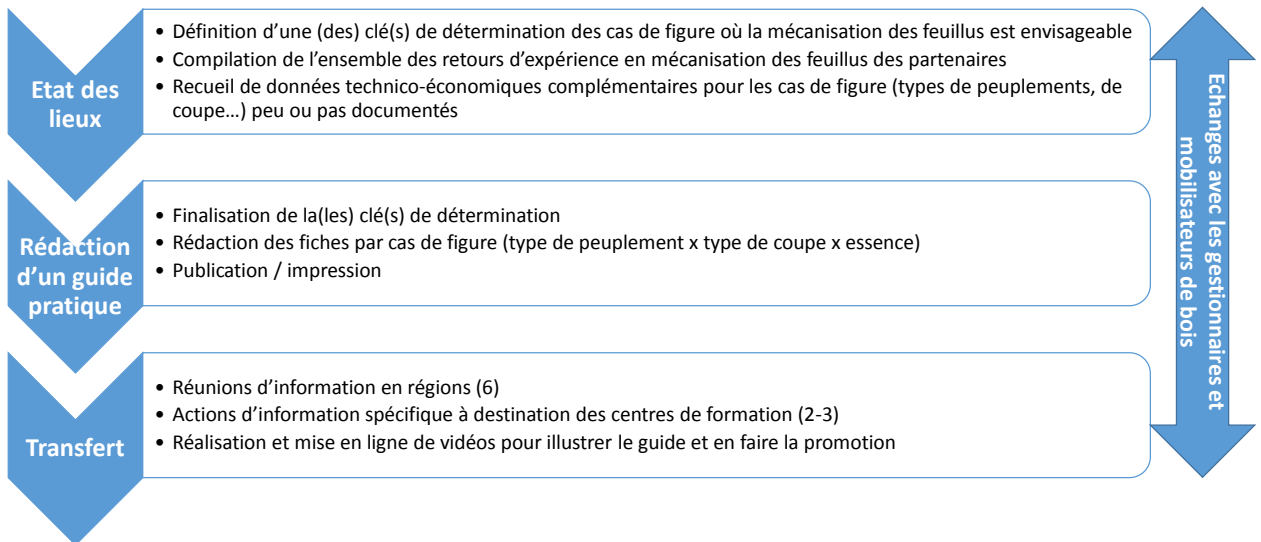 Etat des
lieux
• Définition d’une (des) clé(s) de détermination des cas de figure où la mécanisation des feuillus est envisageable
• Compilation de l’ensemble des retours d’expérience en mécanisation des feuillus des partenaires
• Recueil de données technico-économiques complémentaires pour les cas de figure (types de peuplements, de
coupe…) peu ou pas documentés
Rédaction
d’un guide
pratique
• Finalisation de la(les) clé(s) de détermination
• Rédaction des fiches par cas de figure (type de peuplement x type de coupe x essence)
• Publication / impression
Transfert
• Réunions d’information en régions (6)
• Actions d’information spécifique à destination des centres de formation (2-3)
• Réalisation et mise en ligne de vidéos pour illustrer le guide et en faire la promotion
Echanges avec les gestionnaires et
mobilisateurs de bois